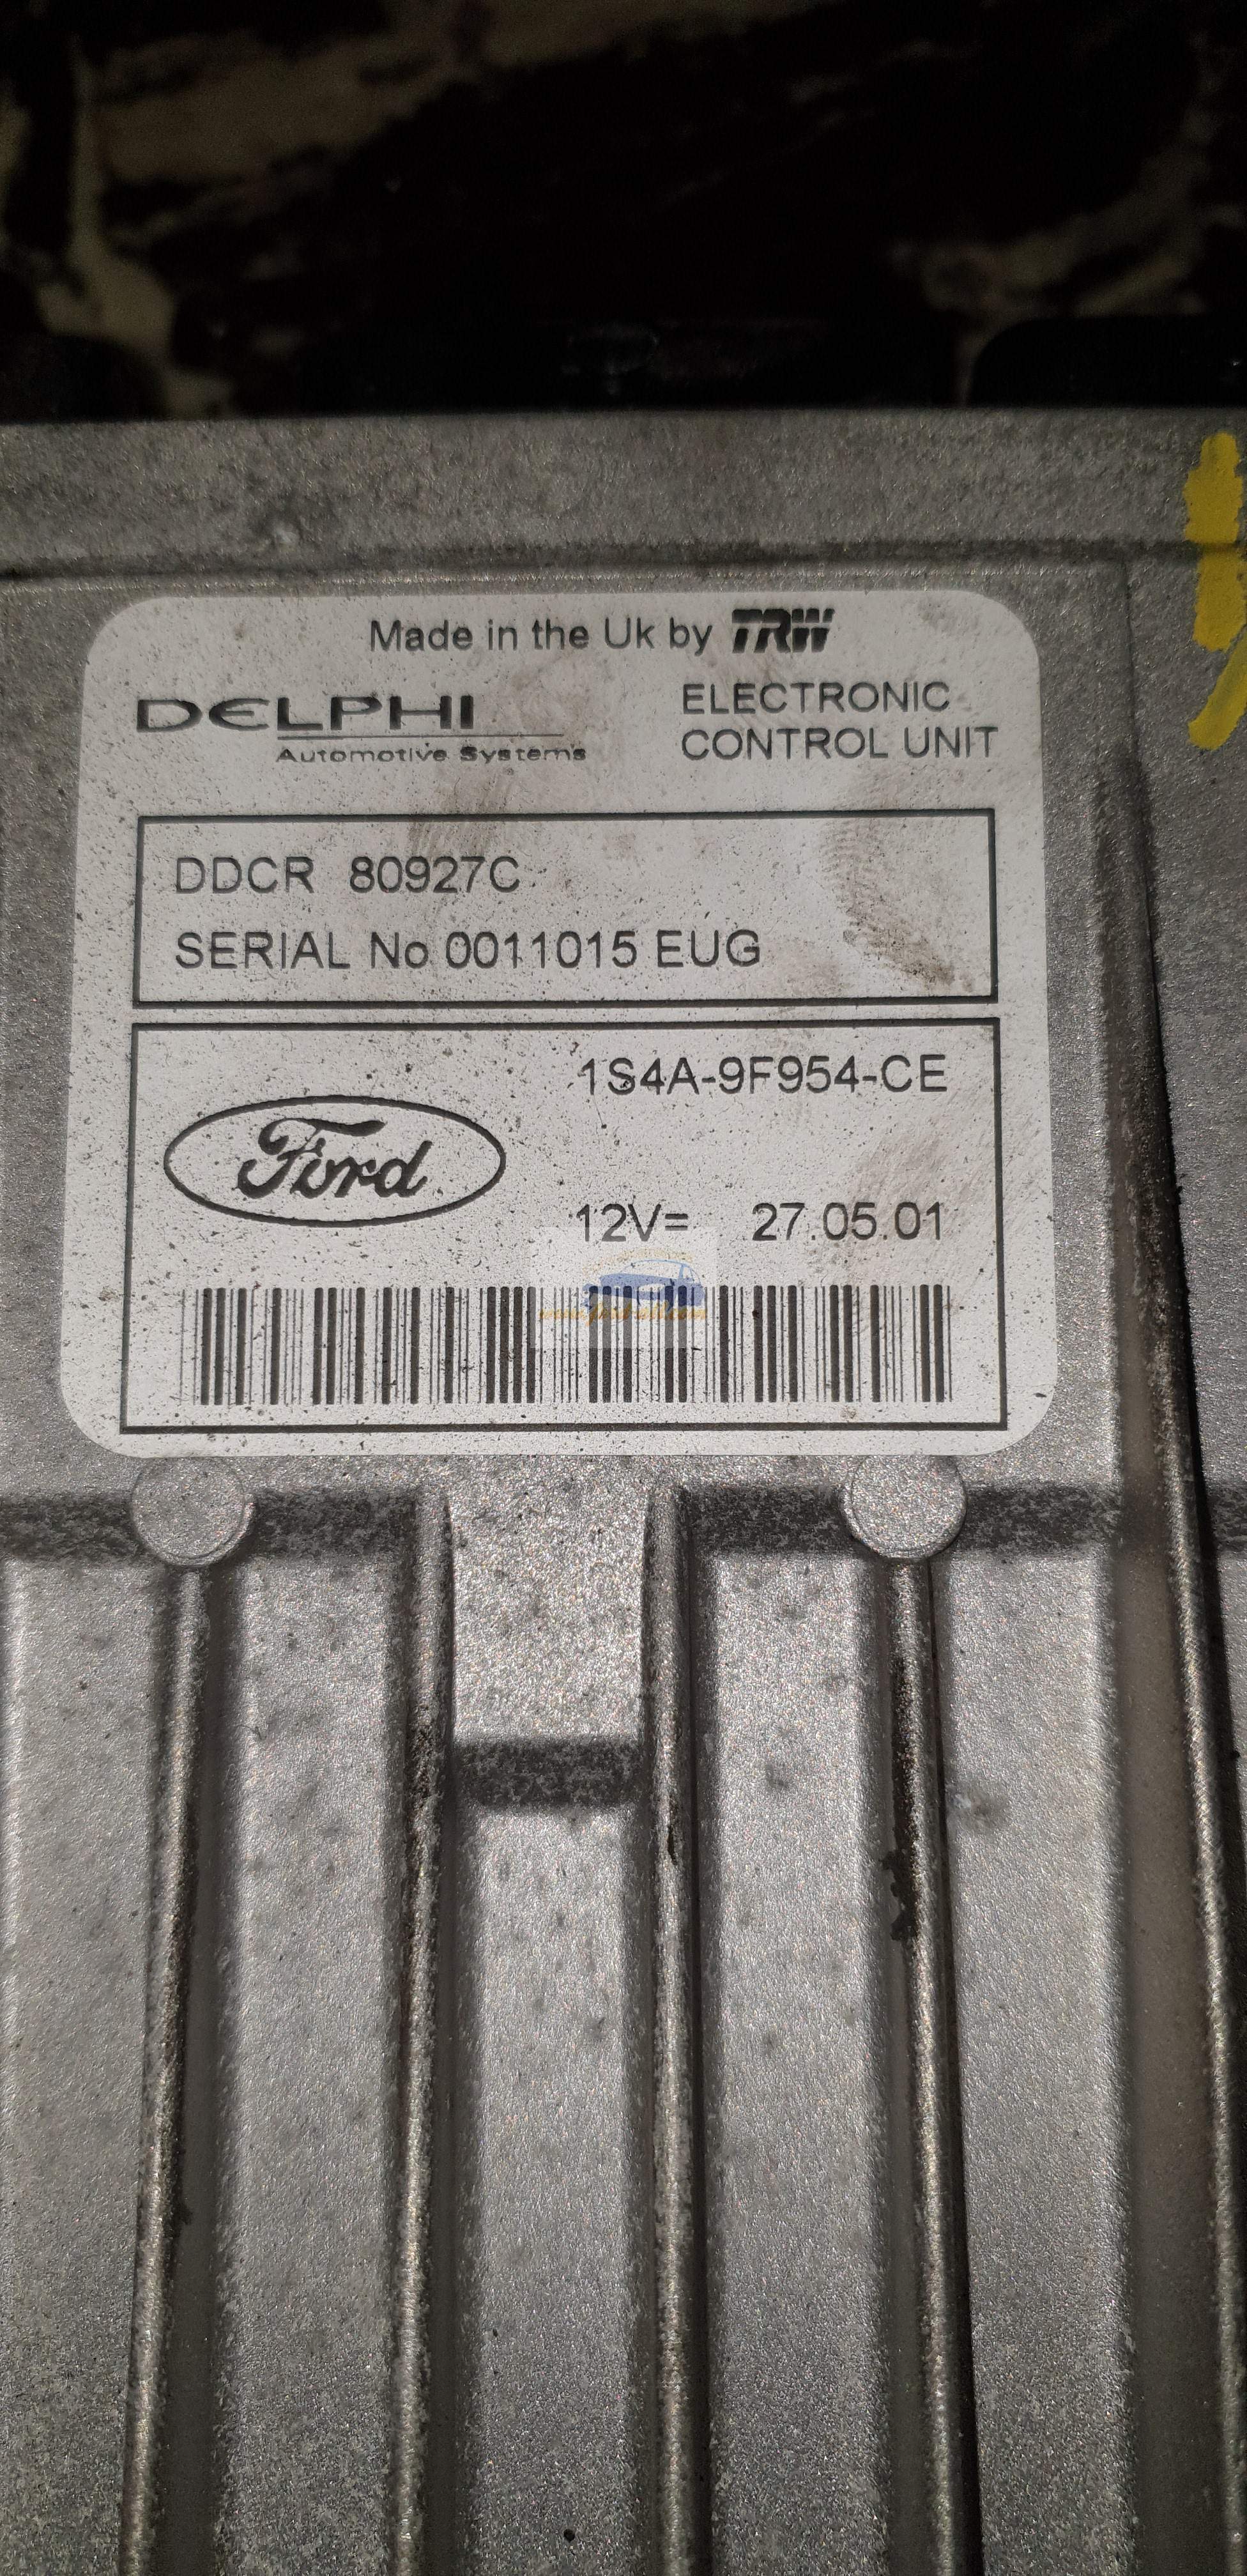 Made in the Uk by TRW
DELPHI
Automotive Systems
ELECTRONIC
CONTROL UNIT
DDCR 80927C
SERIAL No 0011015 EUG
1S4A-9F954-CE
Ford
12V= 27.05.01